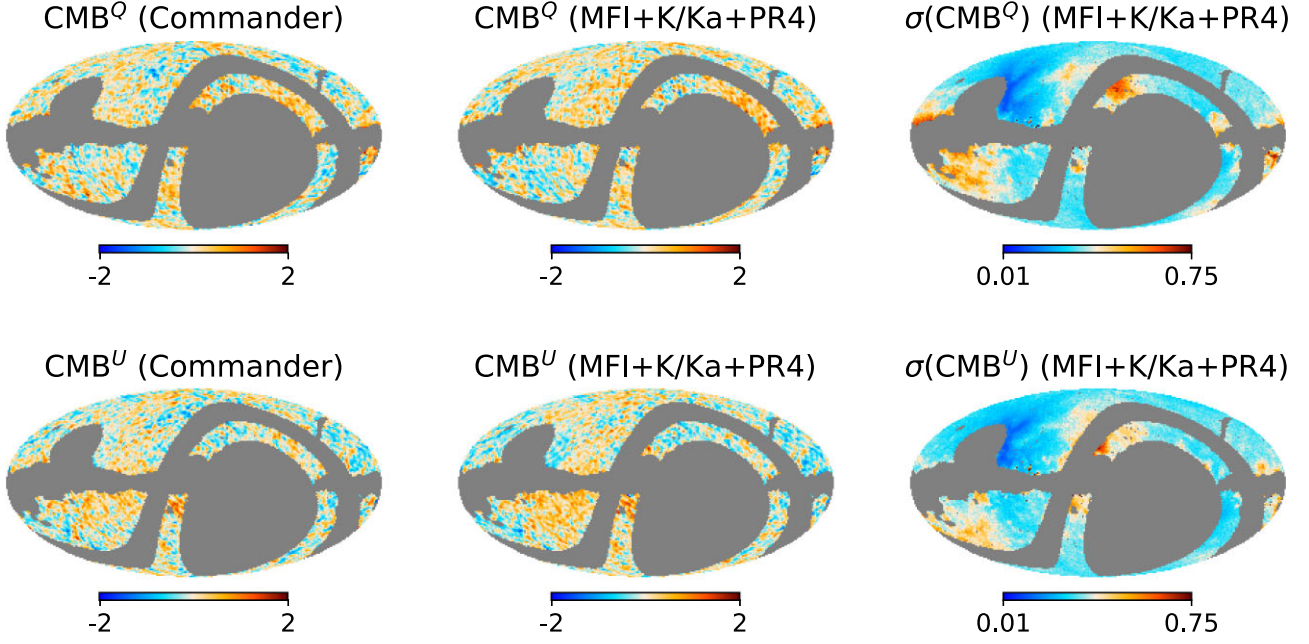 CMB^Q (Commander)
CMB^Q (MFI+K/Ka+PR4)
σ(CMB^Q) (MFI+K/Ka+PR4)
-2 2
-2 2
0.01 0.75
CMB^U (Commander)
CMB^U (MFI+K/Ka+PR4)
σ(CMB^U) (MFI+K/Ka+PR4)
-2 2
-2 2
0.01 0.75